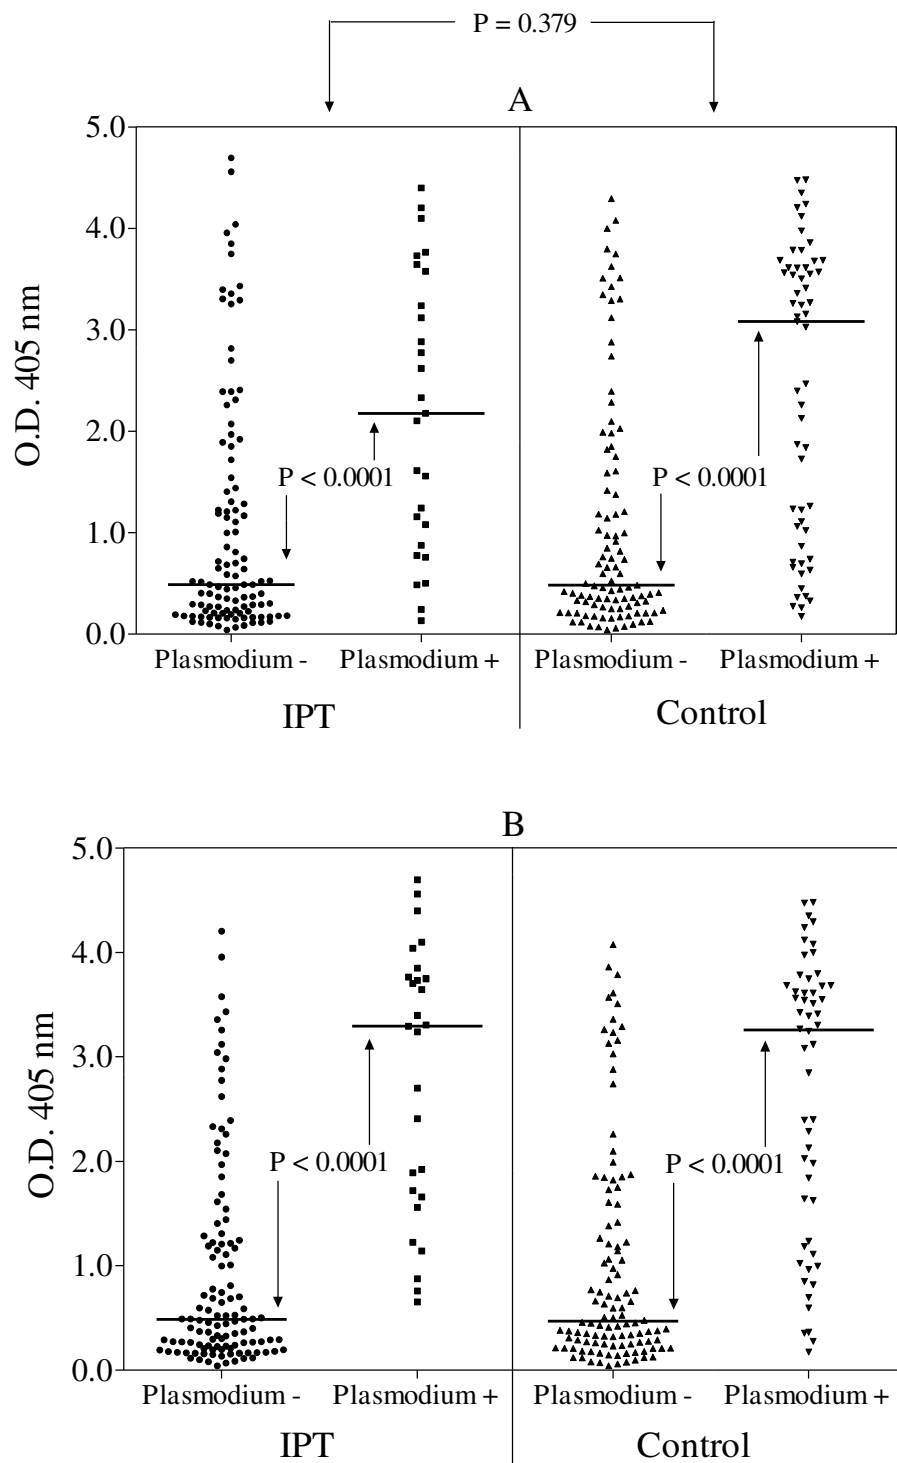 P = 0.379
A
5.0
4.0
3.0
2.0
1.0
0.0
O.D. 405 nm
P < 0.0001
P < 0.0001
Plasmodium -
Plasmodium +
Plasmodium -
Plasmodium +
IPT
Control
B
5.0
4.0
3.0
2.0
1.0
0.0
O.D. 405 nm
P < 0.0001
P < 0.0001
Plasmodium -
Plasmodium +
Plasmodium -
Plasmodium +
IPT
Control